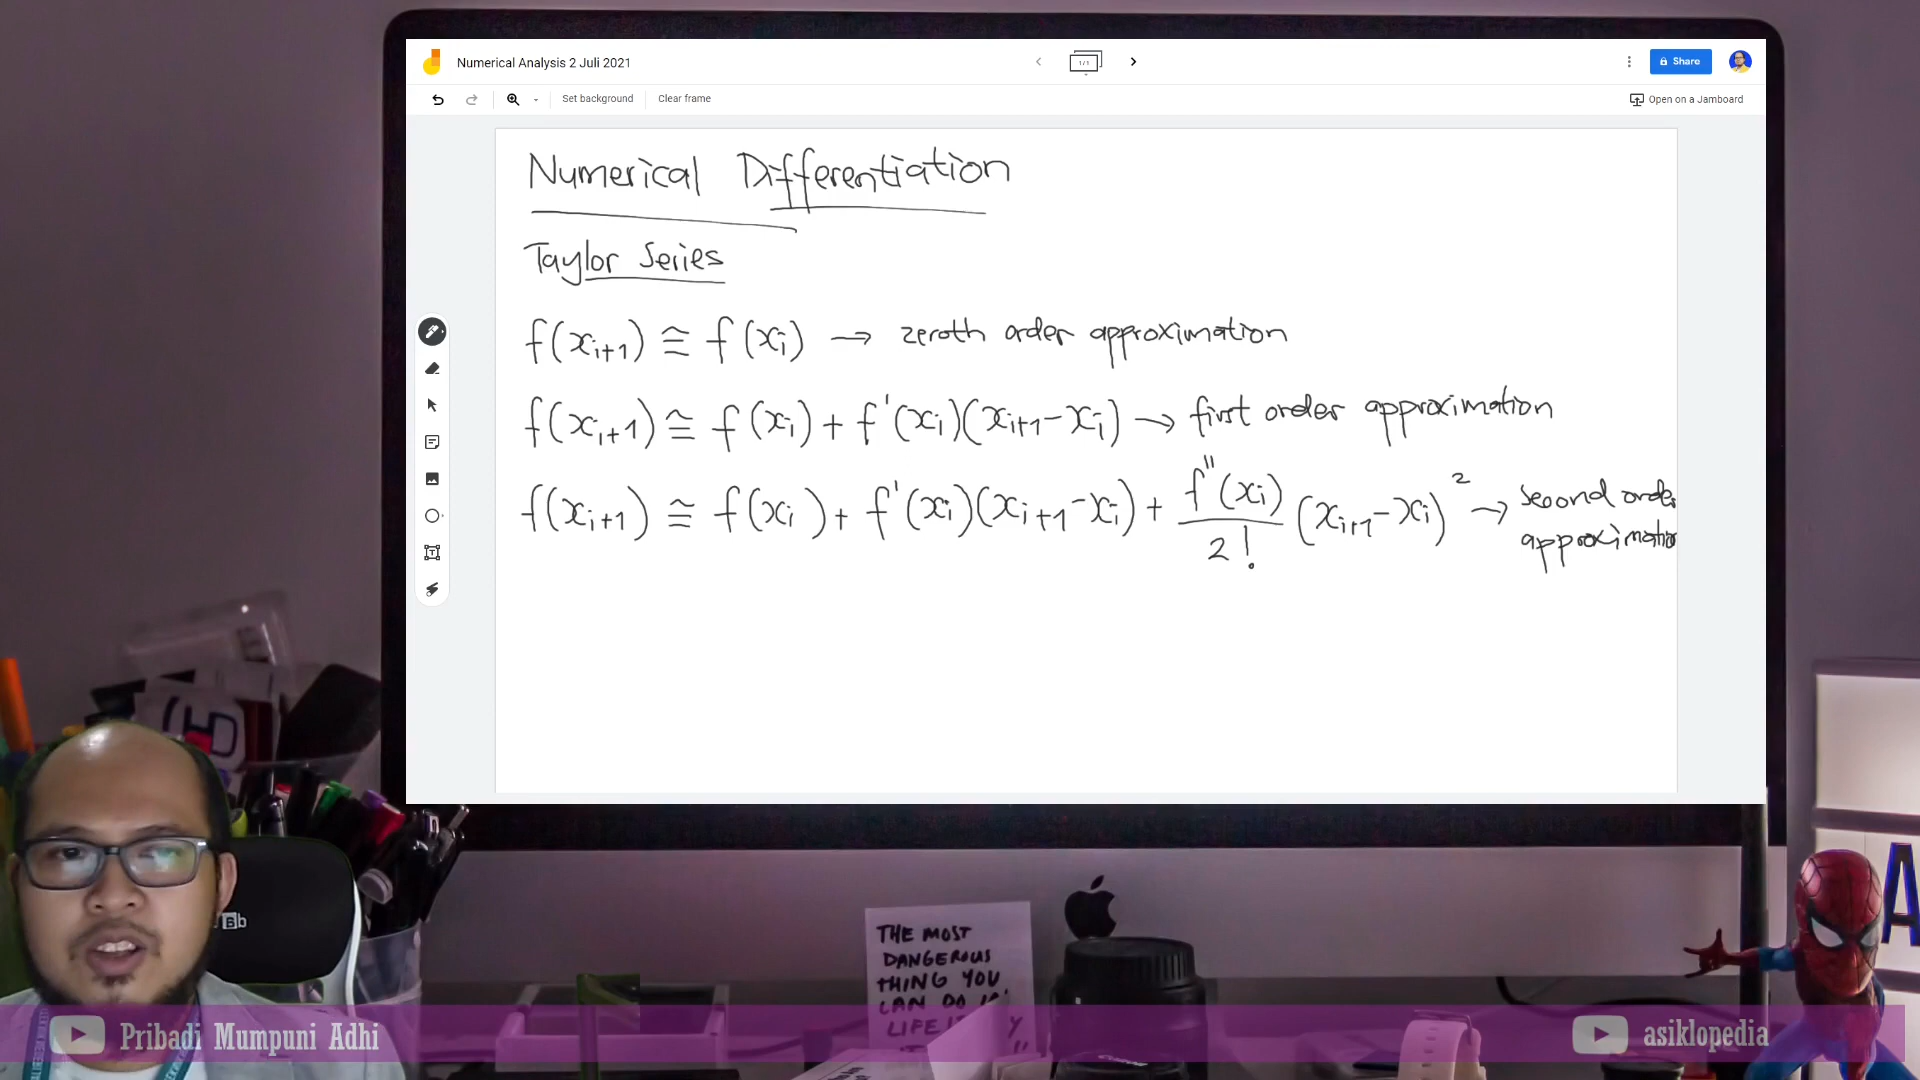 Numerical Analysis 2 Juli 2021
1/1
Share
Set background
Clear frame
Open on a Jamboard
Numerical Differentiation
Taylor Series
f(xᵢ₊₁) ≅ f(xᵢ) → zeroth order approximation
f(xᵢ₊₁) ≅ f(xᵢ) + f'(xᵢ)(xᵢ₊₁ - xᵢ) → first order approximation
f(xᵢ₊₁) ≅ f(xᵢ) + f'(xᵢ)(xᵢ₊₁ - xᵢ) + f''(xᵢ)/2! (xᵢ₊₁ - xᵢ)² → second order
approximation
THE MOST
DANGEROUS
THING YOU
CAN DO
LIFE
A
Pribadi Mumpuni Adhi
asiklopedia